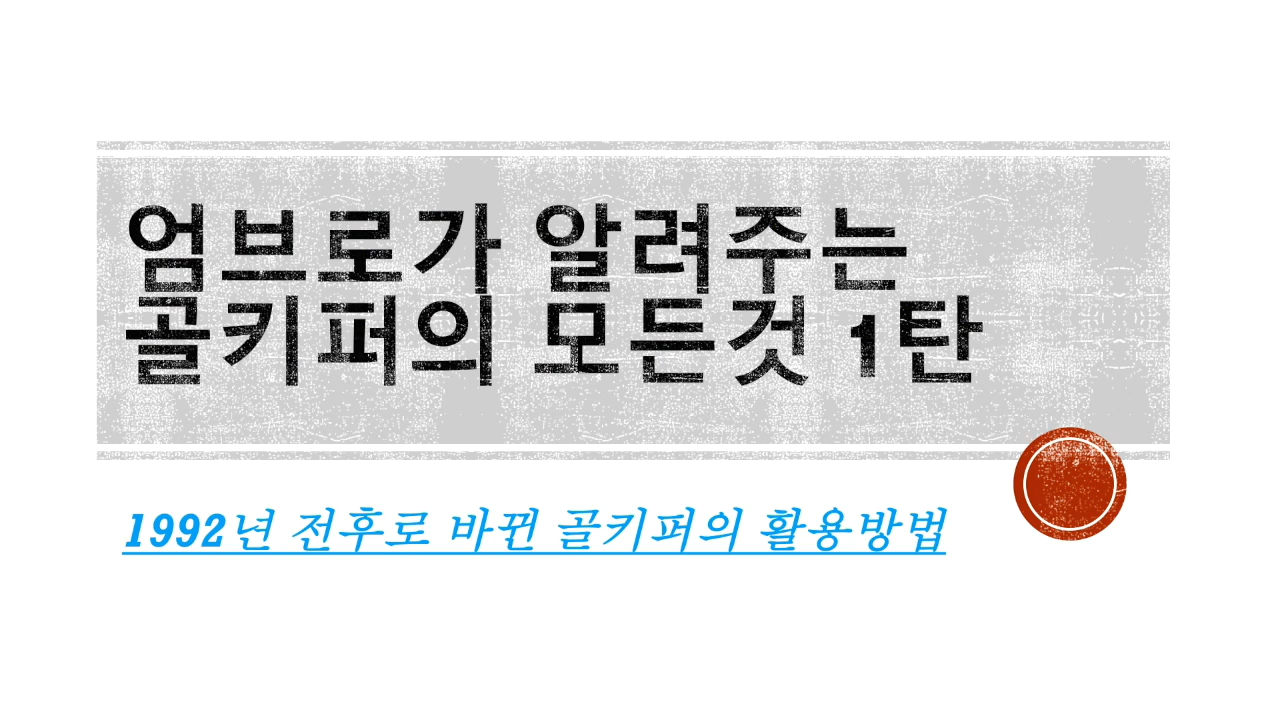 엄브로가 알려주는
골키퍼의 모든것 1탄
1992년 전후로 바뀐 골키퍼의 활용방법